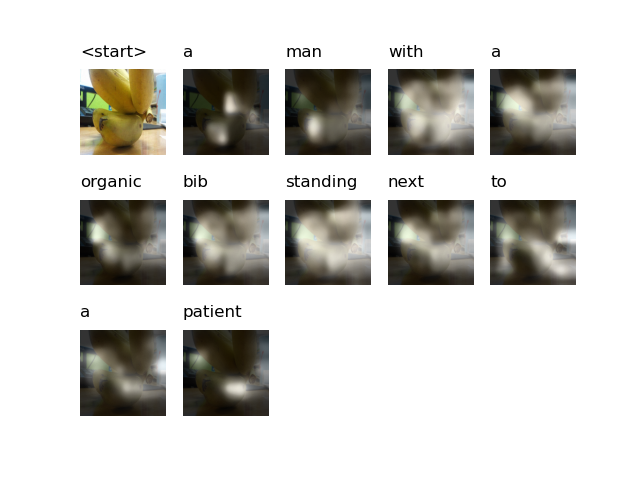 <start> a man with a
organic bib standing next to
a patient